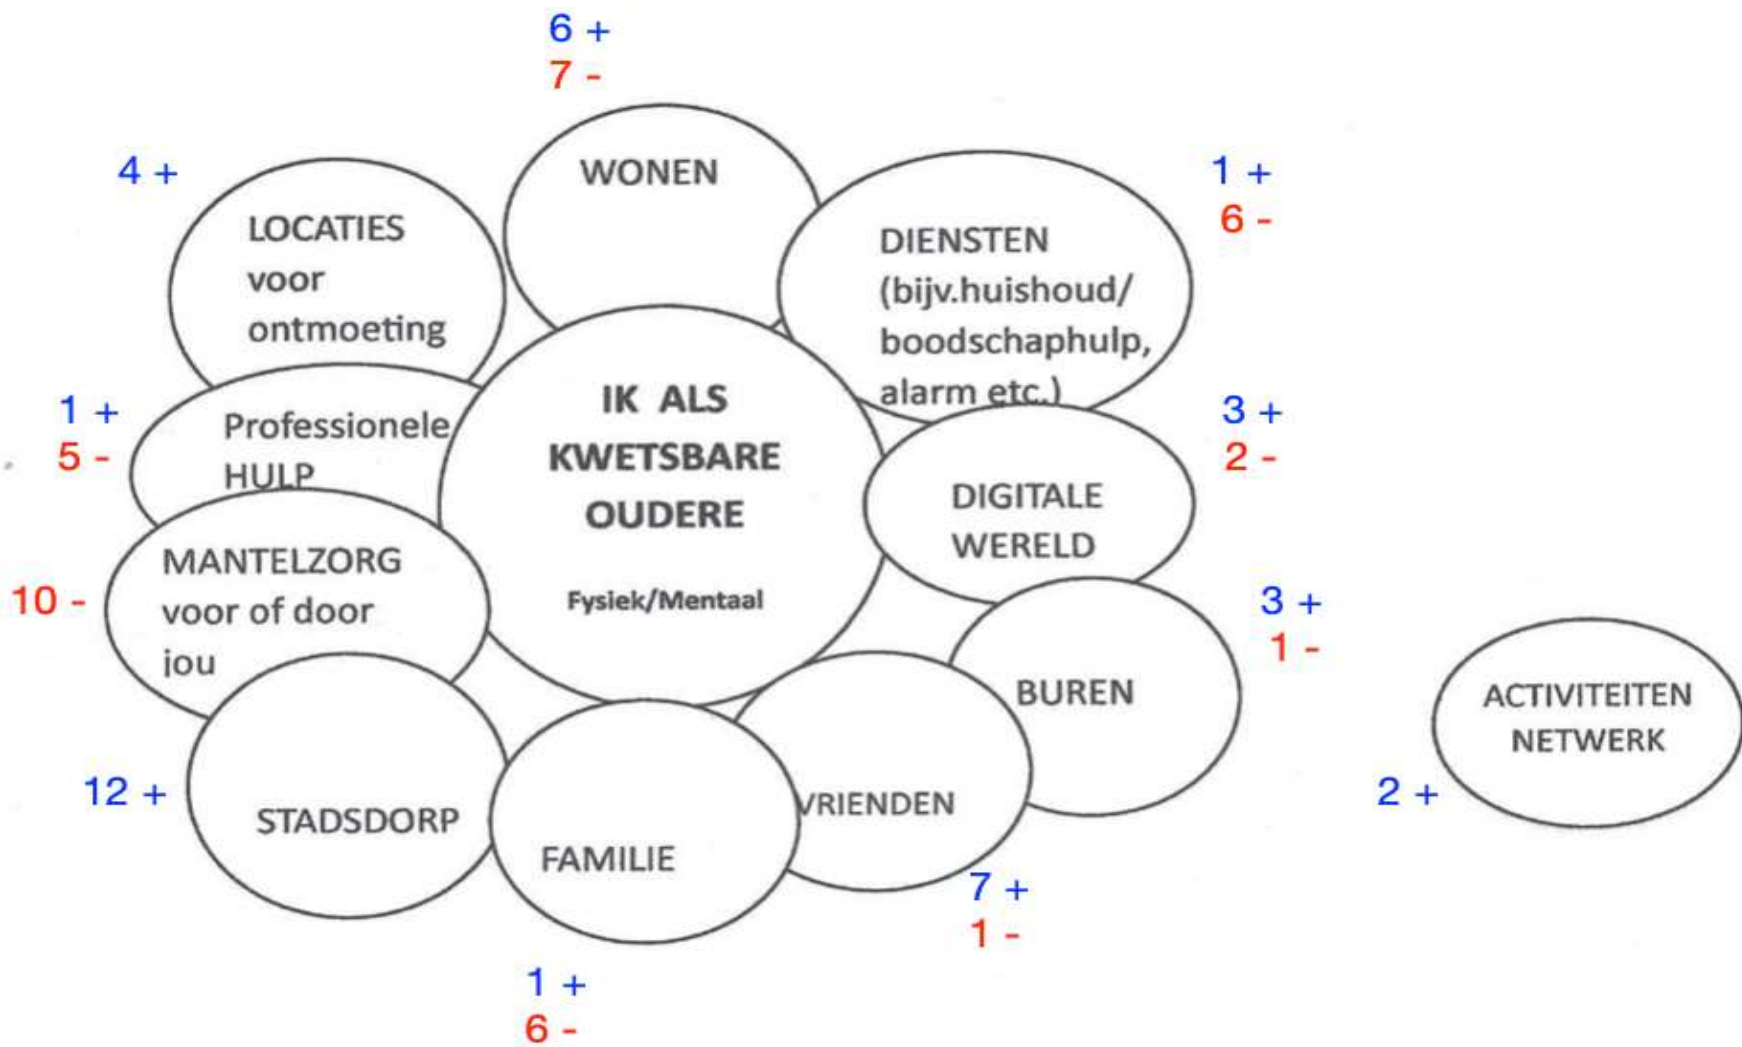 6 +
7 -
WONEN
4 +
LOCATIES
voor
ontmoeting
1 +
6 -
DIENSTEN
(bijv.huishoud/
boodschaphulp,
alarm etc.)
1 +
5 -
Professionele
HULP
IK ALS
KWETSBARE
OUDERE
Fysiek/Mentaal
3 +
2 -
DIGITALE
WERELD
10 -
MANTELZORG
voor of door
jou
3 +
1 -
BUREN
ACTIVITEITEN
NETWERK
2 +
12 +
STADSDORP
FAMILIE
VRIENDEN
7 +
1 -
1 +
6 -